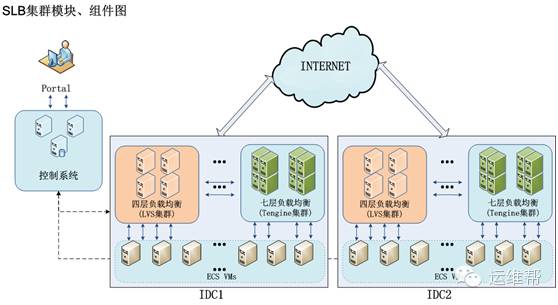 SLB集群模块、组件图
INTERNET
Portal
控制系统
四层负载均衡
(LVS集群)
七层负载均衡
(Tengine集群)
四层负载均衡
(LVS集群)
七层负载均衡
(Tengine集群)
ECS VMs
ECS V
IDC1
IDC2
运维帮